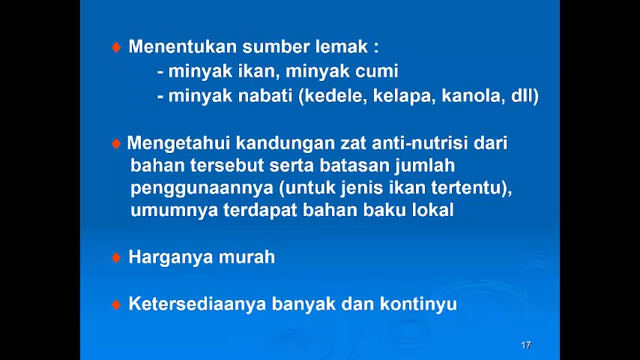 Menentukan sumber lemak :
- minyak ikan, minyak cumi
- minyak nabati (kedele, kelapa, kanola, dll)
Mengetahui kandungan zat anti-nutrisi dari
bahan tersebut serta batasan jumlah
penggunaannya (untuk jenis ikan tertentu),
umumnya terdapat bahan baku lokal
Harganya murah
Ketersediaanya banyak dan kontinyu
17